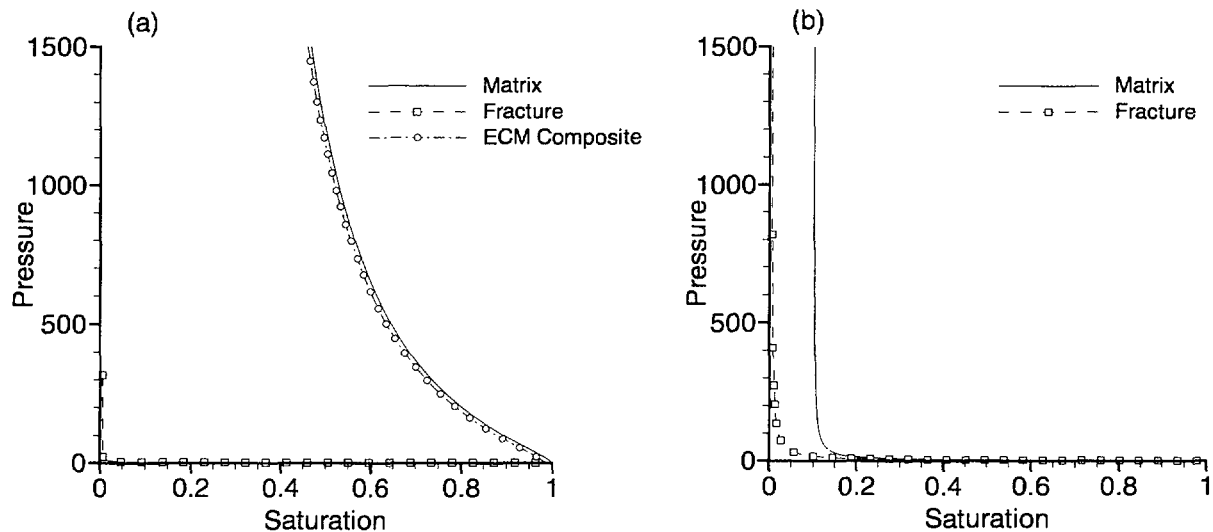 (a)
1500
1000
500
0
Pressure
0
0.2
0.4
0.6
0.8
1
Saturation
Matrix
Fracture
ECM Composite
(b)
1500
1000
500
0
Pressure
0
0.2
0.4
0.6
0.8
1
Saturation
Matrix
Fracture